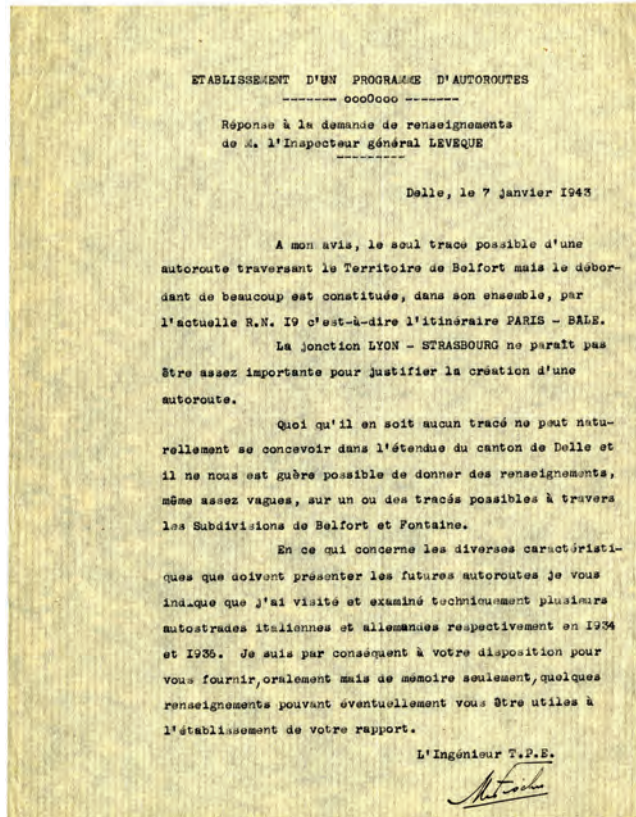 ETABLISSEMENT D'UN PROGRAMME D'AUTOROUTES
------- oooOooo -------
Réponse à la demande de renseignements
de M. l'Inspecteur général LEVEQUE
---------
Delle, le 7 janvier I943
A mon avis, le seul tracé possible d'une
autoroute traversant le Territoire de Belfort mais le débor-
dant de beaucoup est constituée, dans son ensemble, par
l'actuelle R.N. I9 c'est-à-dire l'itinéraire PARIS - BALE.
La jonction LYON - STRASBOURG ne paraît pas
être assez importante pour justifier la création d'une
autoroute.
Quoi qu'il en soit aucun tracé ne peut natu-
rellement se concevoir dans l'étendue du canton de Delle et
il ne nous est guère possible de donner des renseignements,
même assez vagues, sur un ou des tracés possibles à travers
les Subdivisions de Belfort et Fontaine.
En ce qui concerne les diverses caractéristi-
ques que doivent présenter les futures autoroutes je vous
indique que j'ai visité et examiné techniquement plusieurs
autostrades italiennes et allemandes respectivement en I934
et I936. Je suis par conséquent à votre disposition pour
vous fournir, oralement mais de mémoire seulement, quelques
renseignements pouvant éventuellement vous être utiles à
l'établissement de votre rapport.
L'Ingénieur T.P.E.